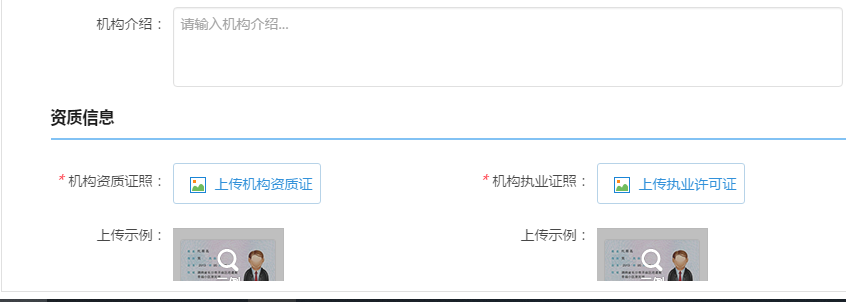 机构介绍：
请输入机构介绍...
资质信息
* 机构资质证照：
上传机构资质证
* 机构执业证照：
上传执业许可证
上传示例：
上传示例：